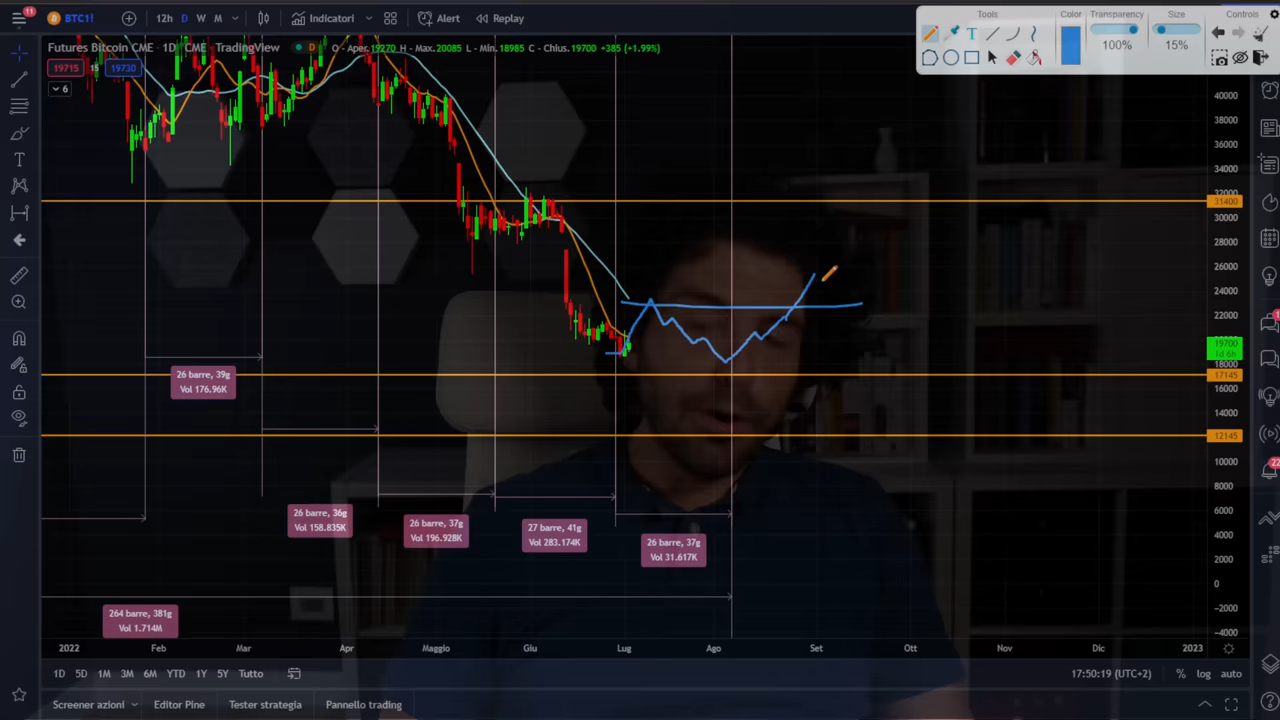 11
BTC1!
12h
D
W
M
Indicatori
Alert
Replay
Tools
Color
Transparency
Size
Controls
100%
15%
Futures Bitcoin CME · 1D · CME TradingView
D
O - Aper.19270 H - Max.20085 L - Min.18985 C - Chius.19700 +385 (+1.99%)
19715
15
19730
6
40000
38000
36000
34000
32000
31400
30000
28000
26000
24000
22000
19700
1d 6h
18000
17145
16000
14000
12145
10000
8000
6000
4000
2000
0
−2000
−4000
26 barre, 39g
Vol 176.96K
26 barre, 36g
Vol 158.835K
26 barre, 37g
Vol 196.928K
27 barre, 41g
Vol 283.174K
26 barre, 37g
Vol 31.617K
264 barre, 381g
Vol 1.714M
2022
Feb
Mar
Apr
Maggio
Giu
Lug
Ago
Set
Ott
Nov
Dic
2023
1D
5D
1M
3M
6M
YTD
1Y
5Y
Tutto
17:50:19 (UTC+2)
%
log
auto
Screener azioni
Editor Pine
Tester strategia
Pannello trading